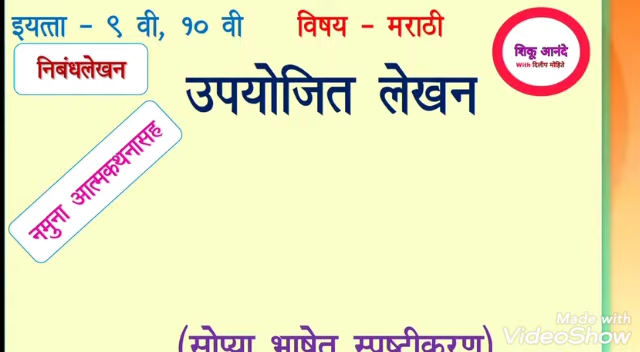 इयत्ता - ९ वी, १० वी विषय - मराठी
शिकू आनंदे
With दिलीप मोहिते
निबंधलेखन
उपयोजित लेखन
नमुना आत्मकथनासह
(सोप्या भाषेत स्पष्टीकरण)
Made with
VideoShow